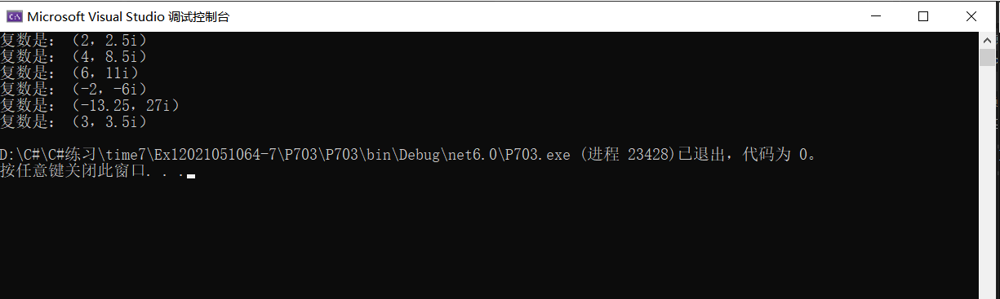 Microsoft Visual Studio 调试控制台
复数是:（2，2.5i）
复数是:（4，8.5i）
复数是:（6，11i）
复数是:（-2，-6i）
复数是:（-13.25，27i）
复数是:（3，3.5i）
D:\C#\C#练习\time7\Ex12021051064-7\P703\P703\bin\Debug\net6.0\P703.exe (进程 23428)已退出，代码为 0。
按任意键关闭此窗口. . .